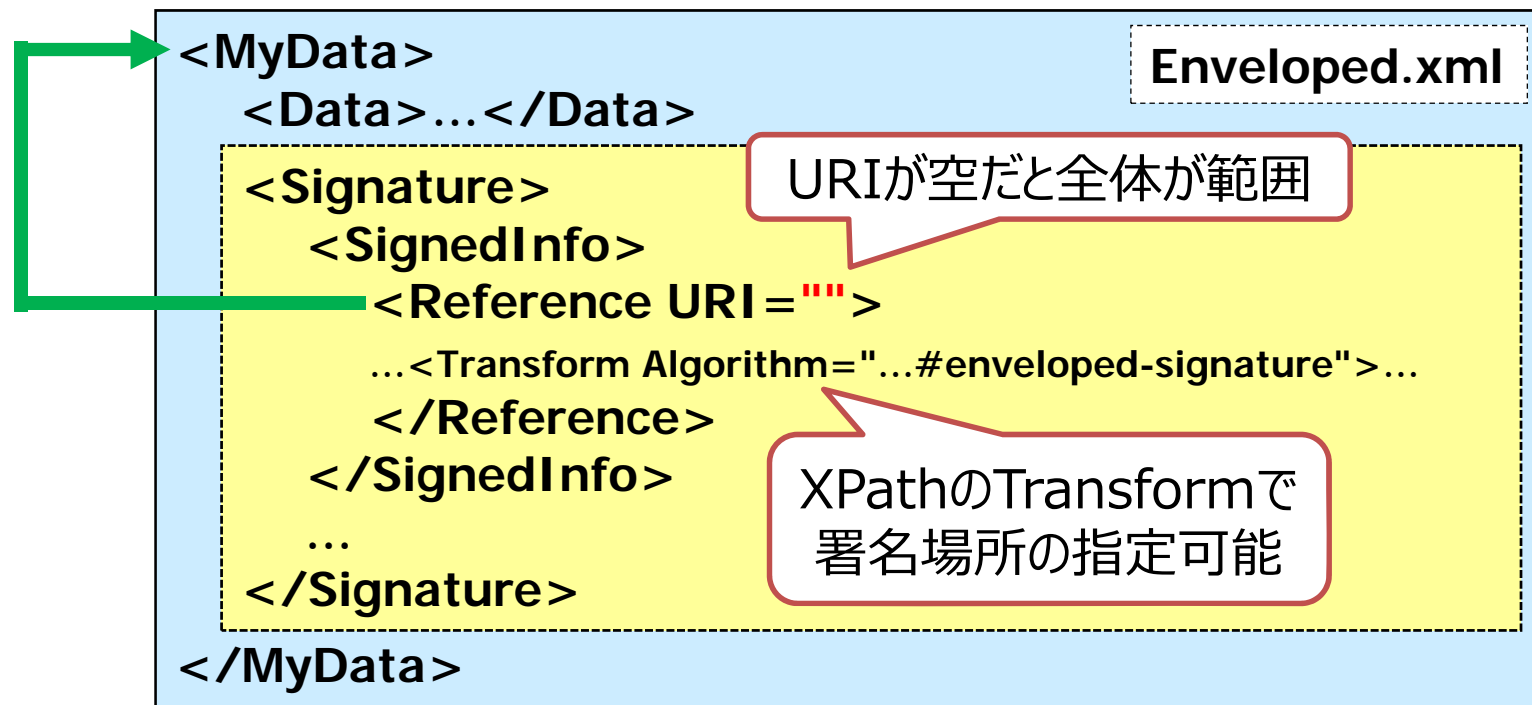 <MyData>
Enveloped.xml
<Data>...</Data>
<Signature>
URIが空だと全体が範囲
<SignedInfo>
<Reference URI="">
...<Transform Algorithm="...#enveloped-signature">...
</Reference>
</SignedInfo>
XPathのTransformで
署名場所の指定可能
...
</Signature>
</MyData>